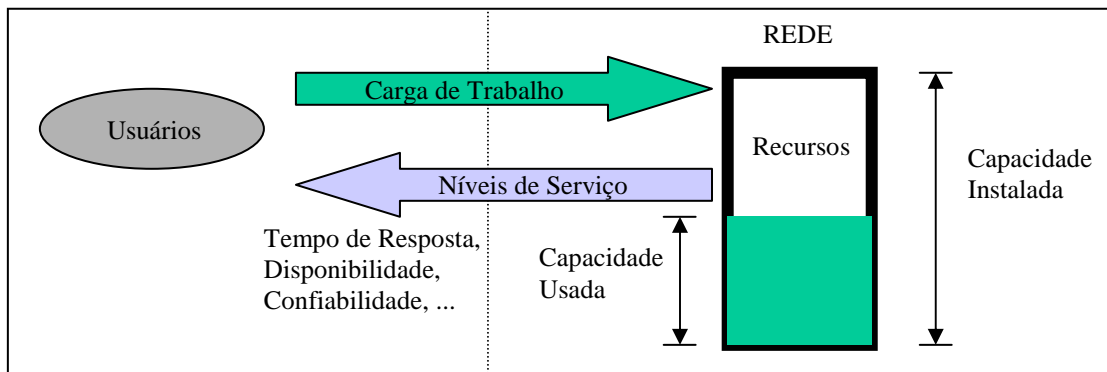 REDE
Carga de Trabalho
Usuários
Recursos
Capacidade
Instalada
Níveis de Serviço
Tempo de Resposta,
Disponibilidade,
Confiabilidade, ...
Capacidade
Usada